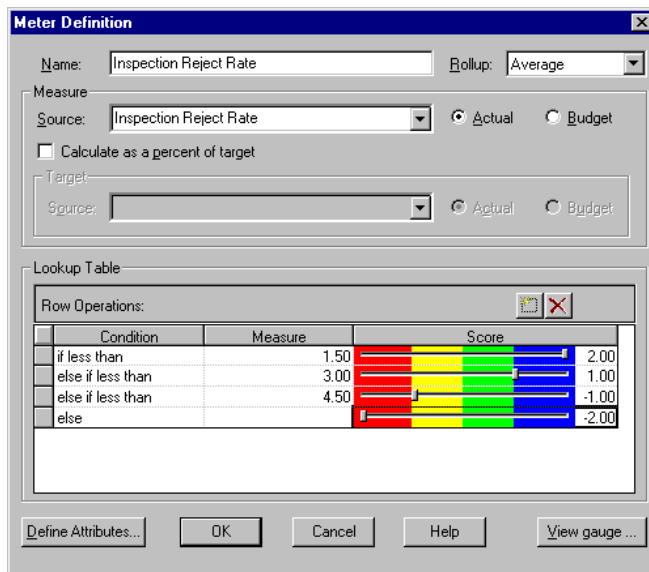 Meter Definition
Name: Inspection Reject Rate Rollup: Average
Measure
Source: Inspection Reject Rate Actual Budget
Calculate as a percent of target
Target
Source: Actual Budget
Lookup Table
Row Operations:
Condition Measure Score
if less than 1.50 2.00
else if less than 3.00 1.00
else if less than 4.50 -1.00
else -2.00
Define Attributes... OK Cancel Help View gauge ...